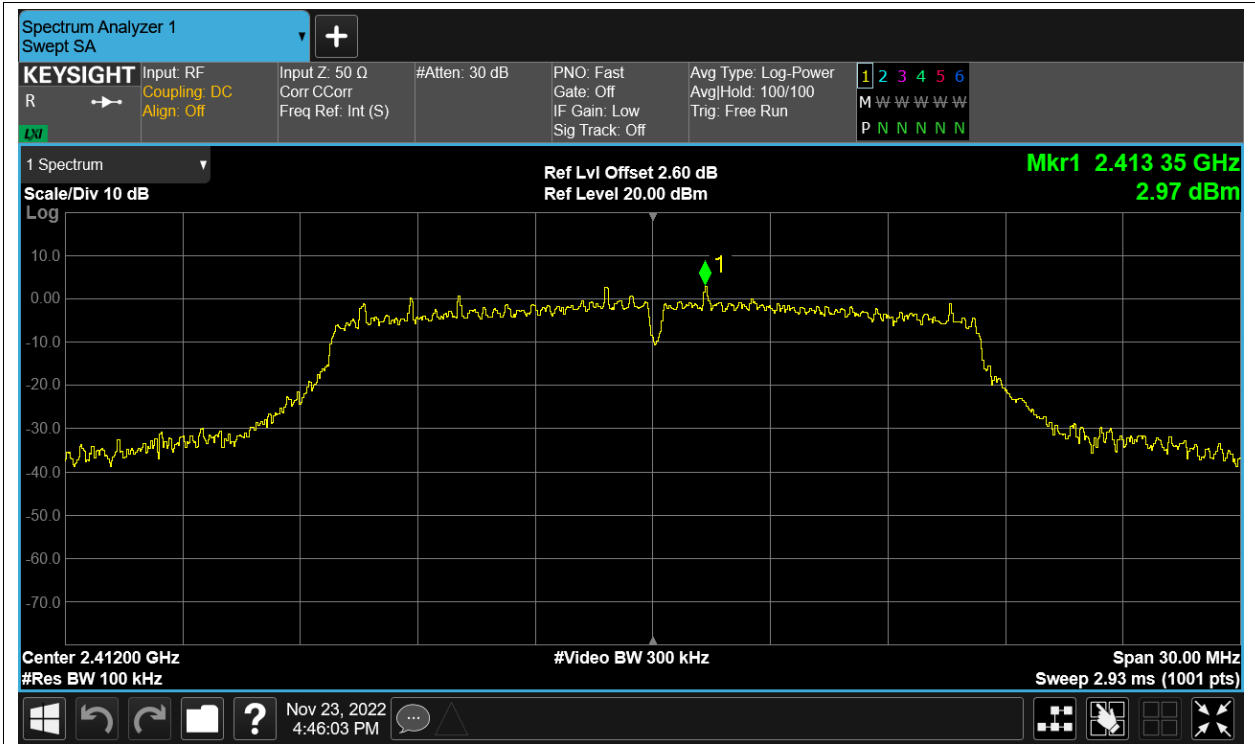 Spectrum Analyzer 1
Swept SA
+
KEYSIGHT
R
LXI
Input: RF
Coupling: DC
Align: Off
Input Z: 50 Ω
Corr CCorr
Freq Ref: Int (S)
#Atten: 30 dB
PNO: Fast
Gate: Off
IF Gain: Low
Sig Track: Off
Avg Type: Log-Power
Avg|Hold: 100/100
Trig: Free Run
1 2 3 4 5 6
M W W W W W W
P N N N N N N
1 Spectrum
Scale/Div 10 dB
Log
Ref Lvl Offset 2.60 dB
Ref Level 20.00 dBm
Mkr1 2.413 35 GHz
2.97 dBm
1
10.0
0.00
-10.0
-20.0
-30.0
-40.0
-50.0
-60.0
-70.0
Center 2.41200 GHz
#Res BW 100 kHz
#Video BW 300 kHz
Span 30.00 MHz
Sweep 2.93 ms (1001 pts)
?
Nov 23, 2022
4:46:03 PM